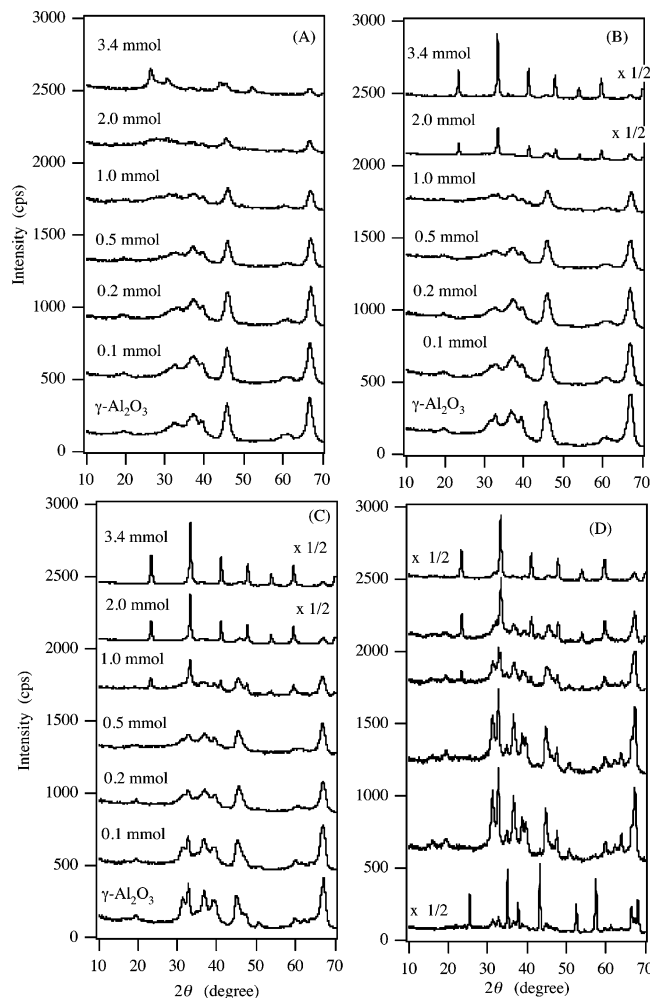 3000
(A)
3.4 mmol
2500
2.0 mmol
2000
1.0 mmol
1500
0.5 mmol
0.2 mmol
1000
0.1 mmol
500
γ-Al₂O₃
0
10 20 30 40 50 60 70
Intensity (cps)
3000
(B)
3.4 mmol
x 1/2
2500
2.0 mmol
x 1/2
2000
1.0 mmol
1500
0.5 mmol
0.2 mmol
1000
0.1 mmol
500
γ-Al₂O₃
0
10 20 30 40 50 60 70
3000
(C)
3.4 mmol
x 1/2
2500
2.0 mmol
x 1/2
2000
1.0 mmol
1500
0.5 mmol
0.2 mmol
1000
0.1 mmol
500
γ-Al₂O₃
0
10 20 30 40 50 60 70
2θ (degree)
Intensity (cps)
3000
(D)
x 1/2
2500
2000
1500
1000
500
x 1/2
0
10 20 30 40 50 60 70
2θ (degree)